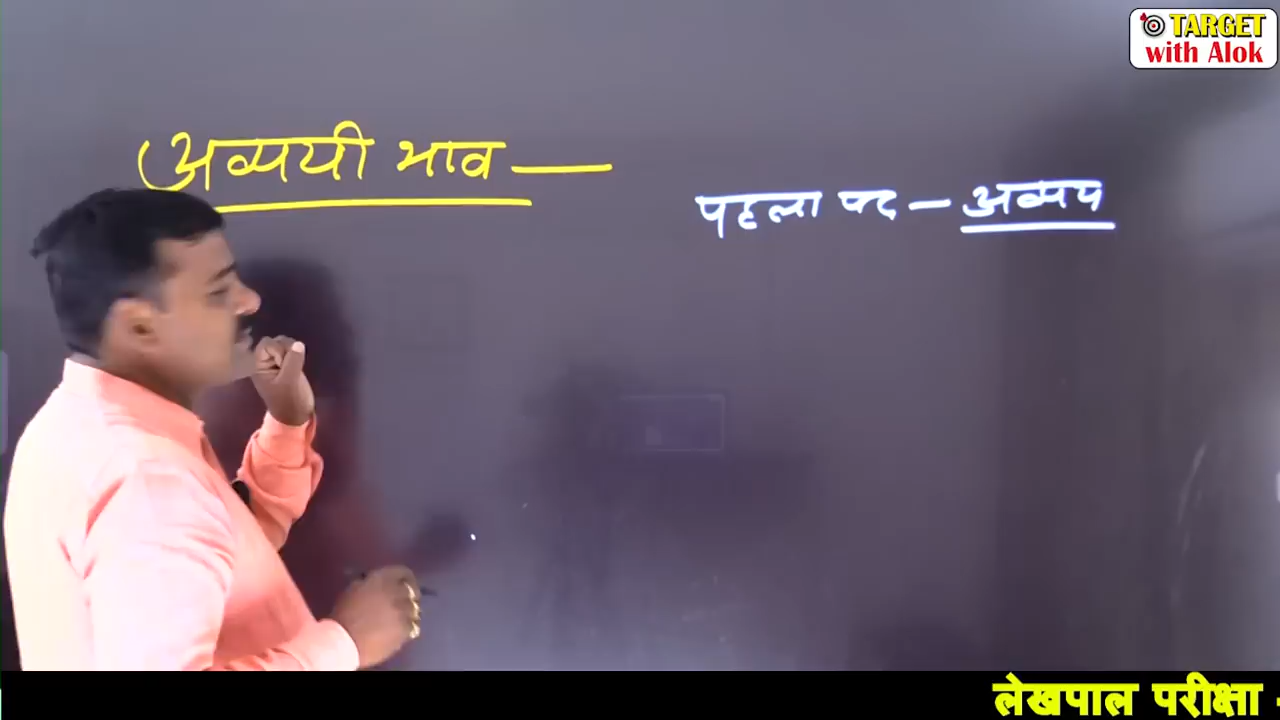 TARGET
with Alok
अव्ययी भाव —
पहला पद — अव्यय
लेखपाल परीक्षा